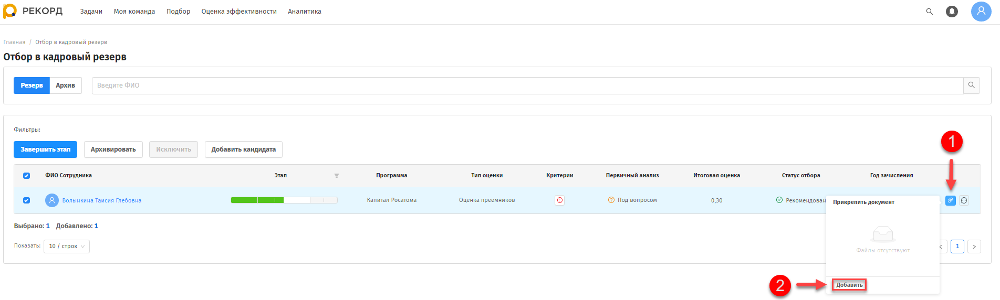 РЕКОРД Задачи Моя команда Подбор Оценка эффективности Аналитика
Главная / Отбор в кадровый резерв
Отбор в кадровый резерв
Резерв Архив Введите ФИО
Фильтры:
Завершить этап Архивировать Исключить Добавить кандидата
1
ФИО Сотрудника Этап Программа Тип оценки Критерии Первичный анализ Итоговая оценка Статус отбора Год зачисления
Волынкина Таисия Глебовна Капитал Росатома Оценка преемников Под вопросом 0,30 Рекомендован
Прикрепить документ
Выбрано: 1 Добавлено: 1
Показать: 10 / строк < 1 >
Файлы отсутствуют
2 Добавить